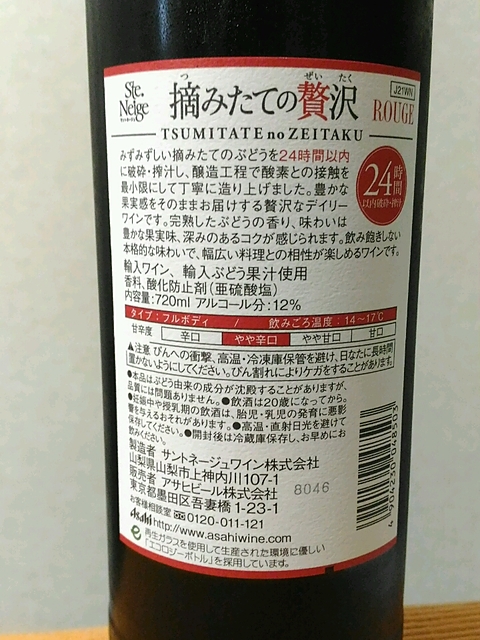 Ste. Neige
サントネージュ
摘みたての贅沢
つ ぜい たく
J21WN
ROUGE
TSUMITATE no ZEITAKU
みずみずしい摘みたてのぶどうを24時間以内
に破砕・搾汁し、醸造工程で酸素との接触を
最小限にして丁寧に造り上げました。豊かな
果実感をそのままお届けする贅沢なデイリー
ワインです。完熟したぶどうの香り、味わいは
豊かな果実味、深みのあるコクが感じられます。飲み飽きしない
本格的な味わいで、幅広い料理との相性が楽しめるワインです。
24時間
以内破砕・搾汁
輸入ワイン、輸入ぶどう果汁使用
香料、酸化防止剤(亜硫酸塩)
内容量:720ml アルコール分:12%
タイプ:フルボディ / 飲みごろ温度:14~17℃
甘辛度 辛口 やや辛口 やや甘口 甘口
▲注意 びんへの衝撃、高温・冷凍庫保管を避け、日なたに長時間
置かないようにしてください。びん割れによりケガをすることがあります。
●本品はぶどう由来の成分が沈殿することがありますが、
品質には問題ありません。●飲酒は20歳になってから。
●妊娠中や授乳期の飲酒は、胎児・乳児の発育に悪影
響を与えるおそれがあります。●高温・直射日光を避けて
保存してください。●開封後は冷蔵庫保存し、お早めにお
飲みください。
製造者 サントネージュワイン株式会社
山梨県山梨市上神内川107-1
販売者 アサヒビール株式会社
東京都墨田区吾妻橋1-23-1
8046
お客様相談室 0120-011-121
Asahi http://www.asahiwine.com
再生ガラスを使用して生産された環境に優しい
「エコロジーボトル」を採用しています。
4 904230 048503